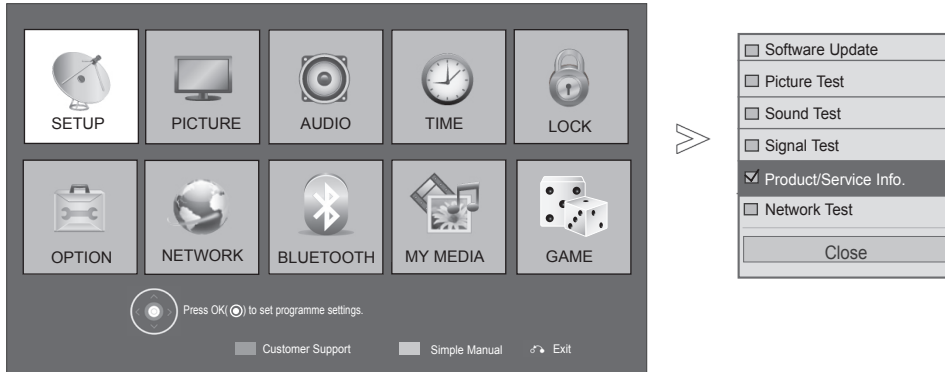 SETUP PICTURE AUDIO TIME LOCK
OPTION NETWORK BLUETOOTH MY MEDIA GAME
Press OK( ) to set programme settings.
Customer Support Simple Manual Exit
Software Update
Picture Test
Sound Test
Signal Test
Product/Service Info.
Network Test
Close